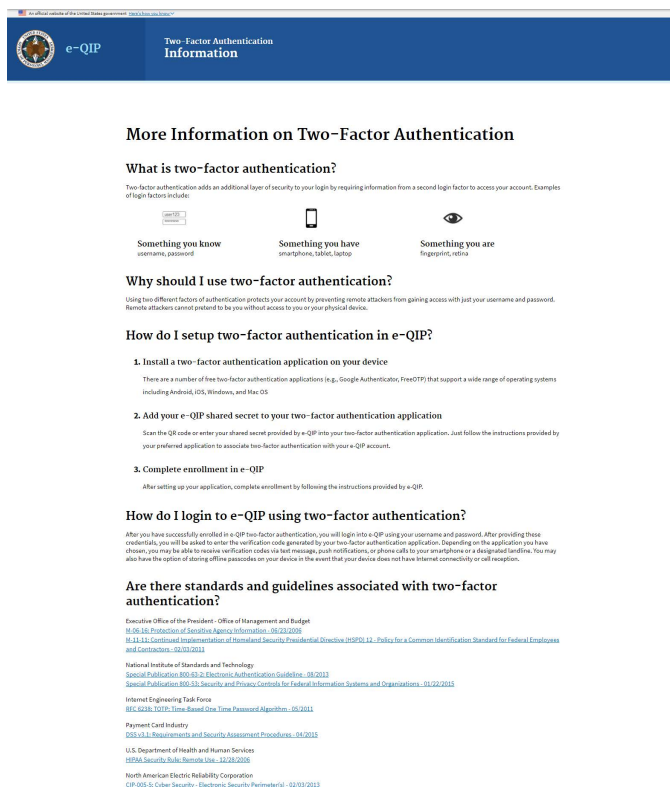 An official website of the United States government Here's how you know
e-QIP
Two-Factor Authentication
Information
More Information on Two-Factor Authentication
What is two-factor authentication?
Two-factor authentication adds an additional layer of security to your login by requiring information from a second login factor to access your account. Examples
of login factors include:
user123
Something you know
username, password
Something you have
smartphone, tablet, laptop
Something you are
fingerprint, retina
Why should I use two-factor authentication?
Using two different factors of authentication protects your account by preventing remote attackers from gaining access with just your username and password.
Remote attackers cannot pretend to be you without access to you or your physical device.
How do I setup two-factor authentication in e-QIP?
1. Install a two-factor authentication application on your device
There are a number of free two-factor authentication applications (e.g., Google Authenticator, FreeOTP) that support a wide range of operating systems
including Android, iOS, Windows, and Mac OS
2. Add your e-QIP shared secret to your two-factor authentication application
Scan the QR code or enter your shared secret provided by e-QIP into your two-factor authentication application. Just follow the instructions provided by
your preferred application to associate two-factor authentication with your e-QIP account.
3. Complete enrollment in e-QIP
After setting up your application, complete enrollment by following the instructions provided by e-QIP.
How do I login to e-QIP using two-factor authentication?
After you have successfully enrolled in e-QIP two-factor authentication, you will login into e-QIP using your username and password. After providing these
credentials, you will be asked to enter the verification code generated by your two-factor authentication application. Depending on the application you have
chosen, you may be able to receive verification codes via text message, push notifications, or phone calls to your smartphone or a designated landline. You may
also have the option of storing offline passcodes on your device in the event that your device does not have Internet connectivity or cell reception.
Are there standards and guidelines associated with two-factor
authentication?
Executive Office of the President - Office of Management and Budget
M-06-16: Protection of Sensitive Agency Information - 06/23/2006
M-11-11: Continued Implementation of Homeland Security Presidential Directive (HSPD) 12 - Policy for a Common Identification Standard for Federal Employees
and Contractors - 02/03/2011
National Institute of Standards and Technology
Special Publication 800-63-2: Electronic Authentication Guideline - 08/2013
Special Publication 800-53: Security and Privacy Controls for Federal Information Systems and Organizations - 01/22/2015
Internet Engineering Task Force
RFC 6238: TOTP: Time-Based One Time Password Algorithm - 05/2011
Payment Card Industry
DSS v3.1: Requirements and Security Assessment Procedures - 04/2015
U.S. Department of Health and Human Services
HIPAA Security Rule: Remote Use - 12/28/2006
North American Electric Reliability Corporation
CIP-005-5: Cyber Security - Electronic Security Perimeter(s) - 02/03/2013